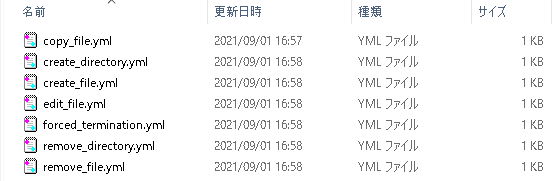 名前 更新日時 種類 サイズ
copy_file.yml 2021/09/01 16:57 YML ファイル 1 KB
create_directory.yml 2021/09/01 16:58 YML ファイル 1 KB
create_file.yml 2021/09/01 16:58 YML ファイル 1 KB
edit_file.yml 2021/09/01 16:58 YML ファイル 1 KB
forced_termination.yml 2021/09/01 16:58 YML ファイル 1 KB
remove_directory.yml 2021/09/01 16:58 YML ファイル 1 KB
remove_file.yml 2021/09/01 16:58 YML ファイル 1 KB